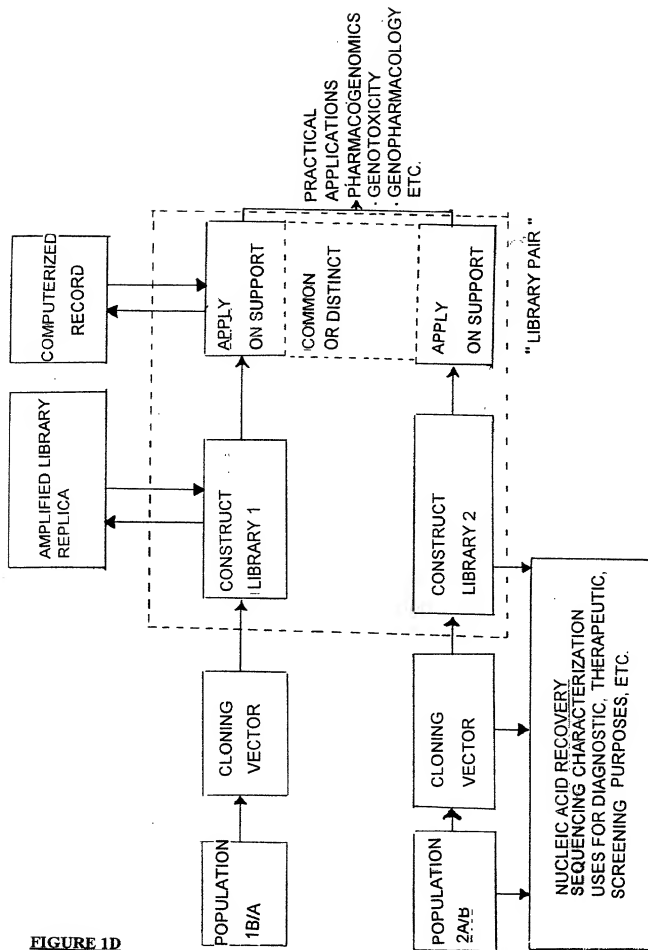 COMPUTERIZED
RECORD
AMPLIFIED LIBRARY
REPLICA
POPULATION
1B/A
CLONING
VECTOR
CONSTRUCT
LIBRARY 1
APPLY
ON SUPPORT
COMMON
OR DISTINCT
PRACTICAL
APPLICATIONS
PHARMACOGENOMICS
· GENOTOXICITY
· GENOPHARMACOLOGY
ETC.
POPULATION
2A/B
CLONING
VECTOR
CONSTRUCT
LIBRARY 2
APPLY
ON SUPPORT
"LIBRARY PAIR"
NUCLEIC ACID RECOVERY
SEQUENCING CHARACTERIZATION
USES FOR DIAGNOSTIC, THERAPEUTIC,
SCREENING PURPOSES, ETC.
FIGURE 1D